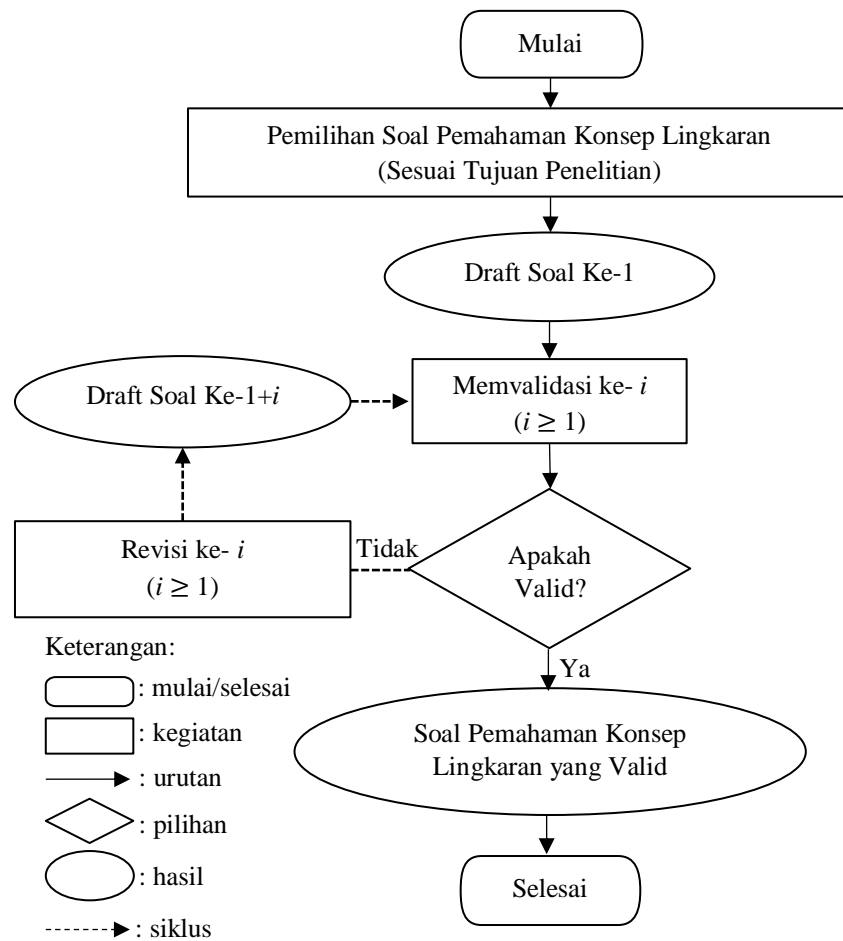 Mulai
Pemilihan Soal Pemahaman Konsep Lingkaran
(Sesuai Tujuan Penelitian)
Draft Soal Ke-1
Draft Soal Ke-1+i
Memvalidasi ke- i
(i ≥ 1)
Revisi ke- i
(i ≥ 1)
Tidak
Apakah
Valid?
Ya
Soal Pemahaman Konsep
Lingkaran yang Valid
Selesai
Keterangan:
: mulai/selesai
: kegiatan
: urutan
: pilihan
: hasil
: siklus